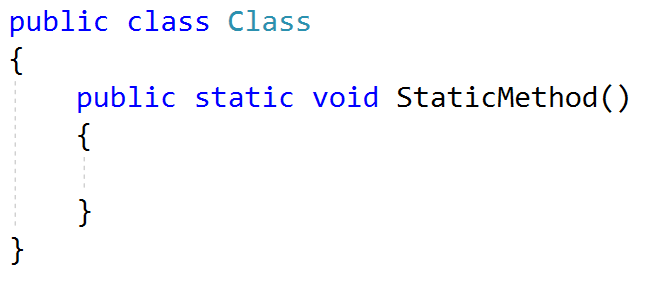 public class Class
{
    public static void StaticMethod()
    {
    }
}